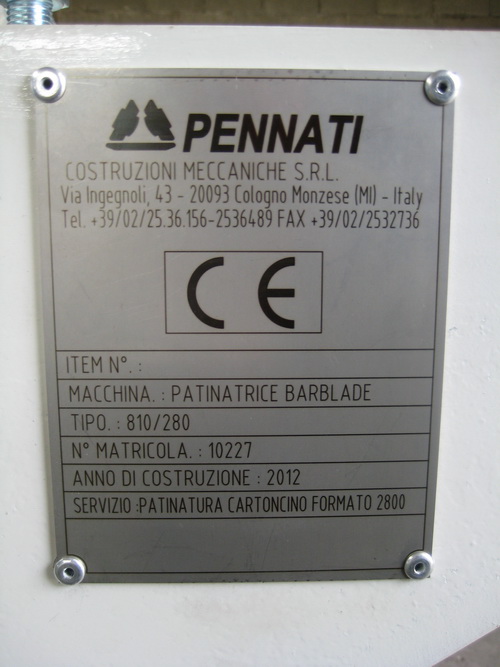 PENNATI
COSTRUZIONI MECCANICHE S.R.L.
Via Ingegnoli, 43 - 20093 Cologno Monzese (MI) - Italy
Tel. +39/02/25.36.156-2536489 FAX +39/02/2532736
CE
ITEM N°. :
MACCHINA. : PATINATRICE BARBLADE
TIPO. : 810/280
N° MATRICOLA. : 10227
ANNO DI COSTRUZIONE : 2012
SERVIZIO :PATINATURA CARTONCINO FORMATO 2800